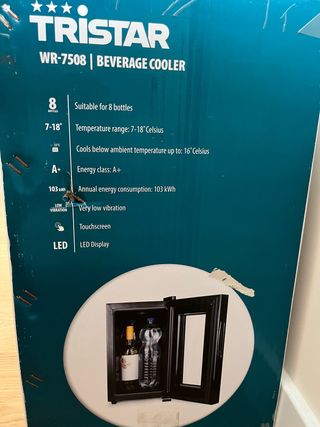 TRISTAR
WR-7508 | BEVERAGE COOLER
8 BOTTLES Suitable for 8 bottles
7-18° Temperature range: 7-18°Celsius
Cools below ambient temperature up to: 16°Celsius
A+ Energy class: A+
103 kWh Annual energy consumption: 103 kWh
LOW VIBRATION Very low vibration
Touchscreen
LED LED Display